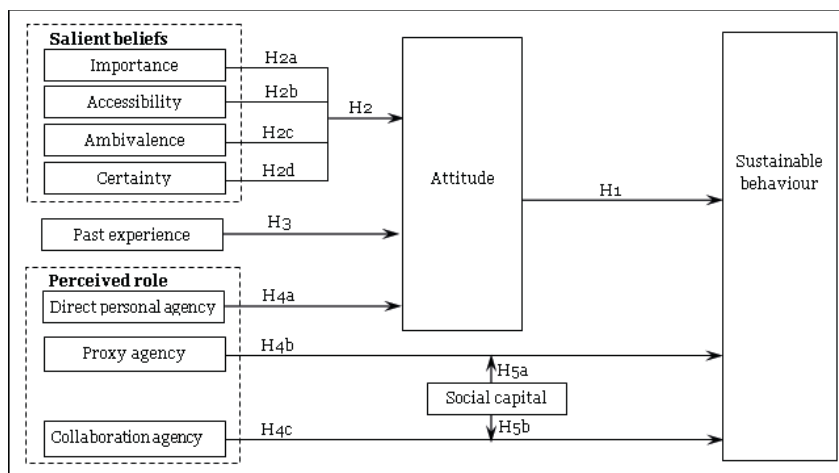 Salient beliefs
Importance
H2a
Accessibility
H2b
H2
Ambivalence
H2c
Certainty
H2d
Attitude
Sustainable
behaviour
H1
Past experience
H3
Perceived role
Direct personal agency
H4a
Proxy agency
H4b
H5a
Social capital
H5b
Collaboration agency
H4c